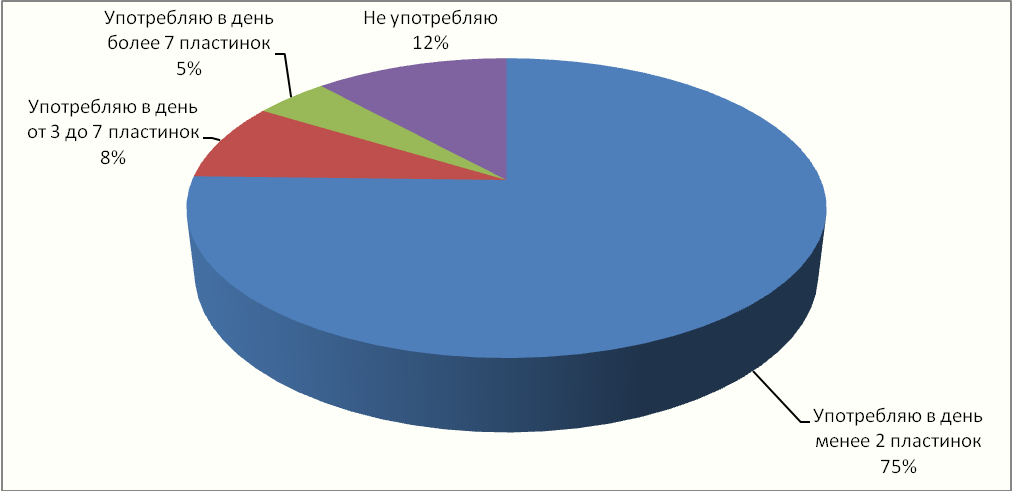 Употребляю в день
более 7 пластинок
5%
Не употребляю
12%
Употребляю в день
от 3 до 7 пластинок
8%
Употребляю в день
менее 2 пластинок
75%